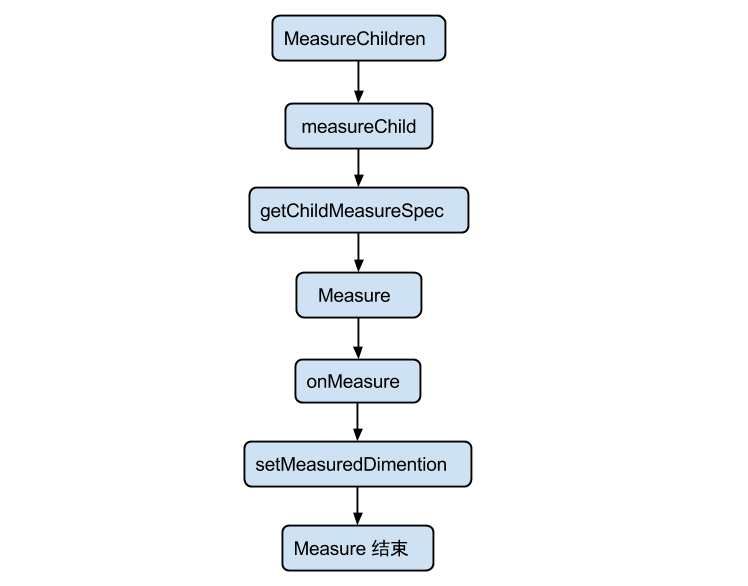 MeasureChildren
measureChild
getChildMeasureSpec
Measure
onMeasure
setMeasuredDimention
Measure 结束